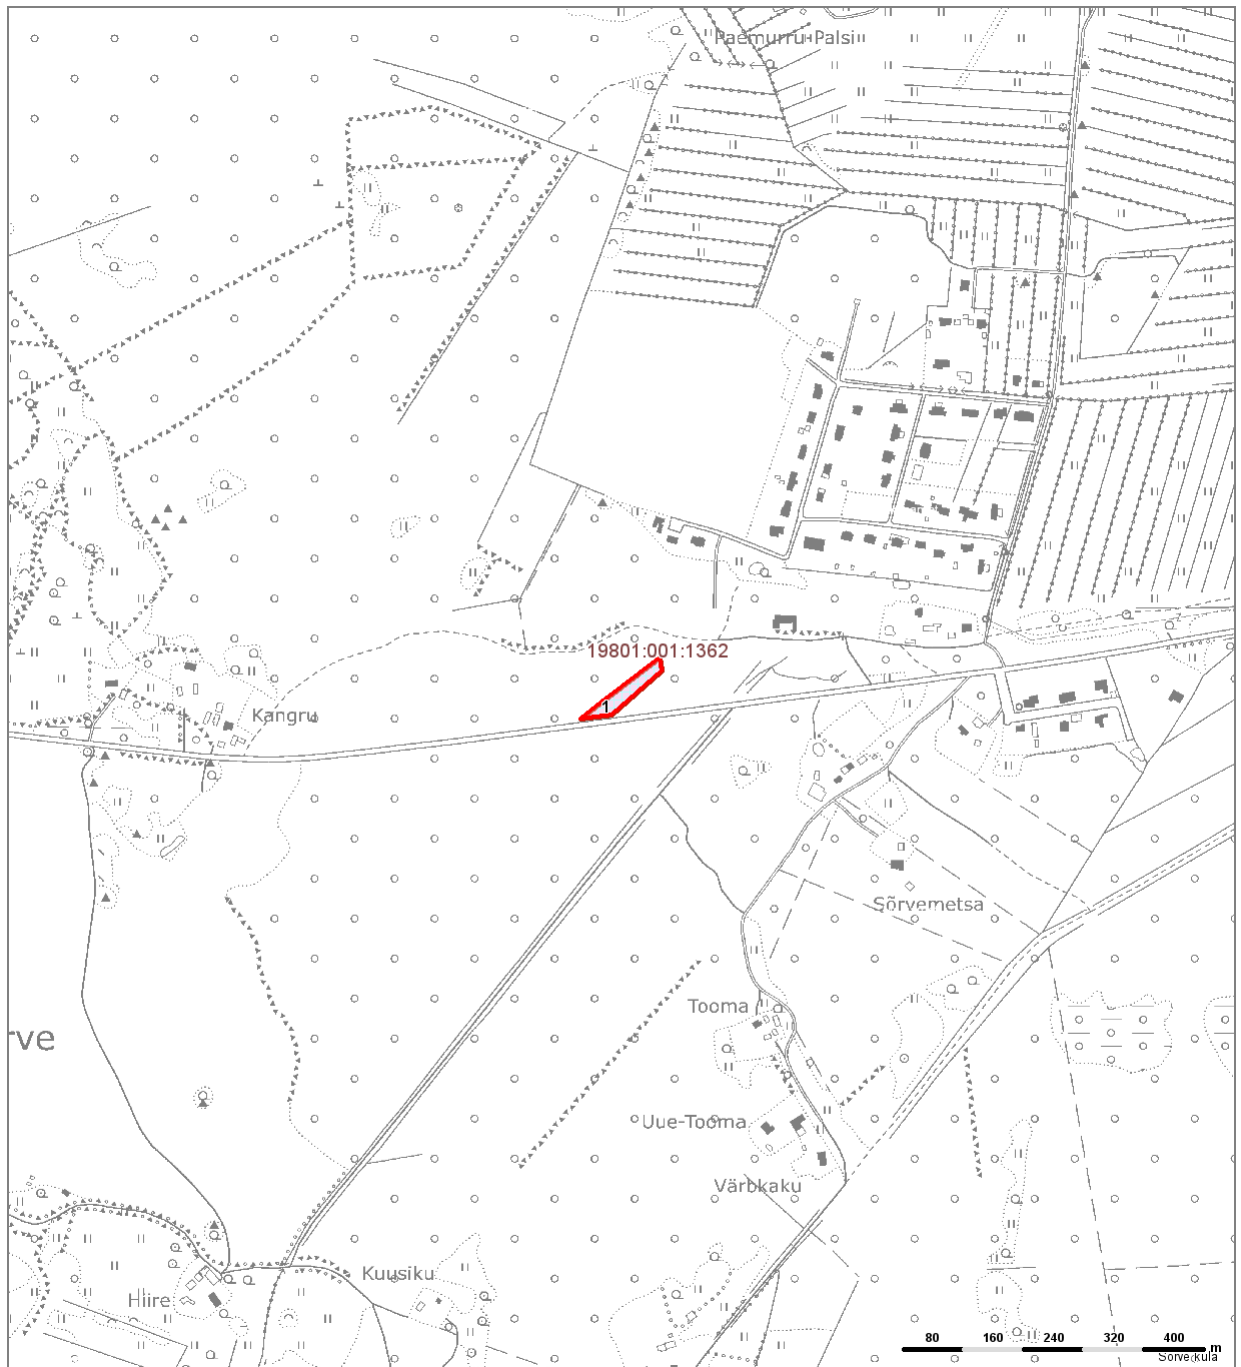 Paemurru-Palsi
19801:001:1362
1
Kangru
Sõrvemetsa
Tooma
rve
Uue-Tooma
Värbkaku
Kuusiku
Hiire
80 160 240 320 400 m
Sõrve küla